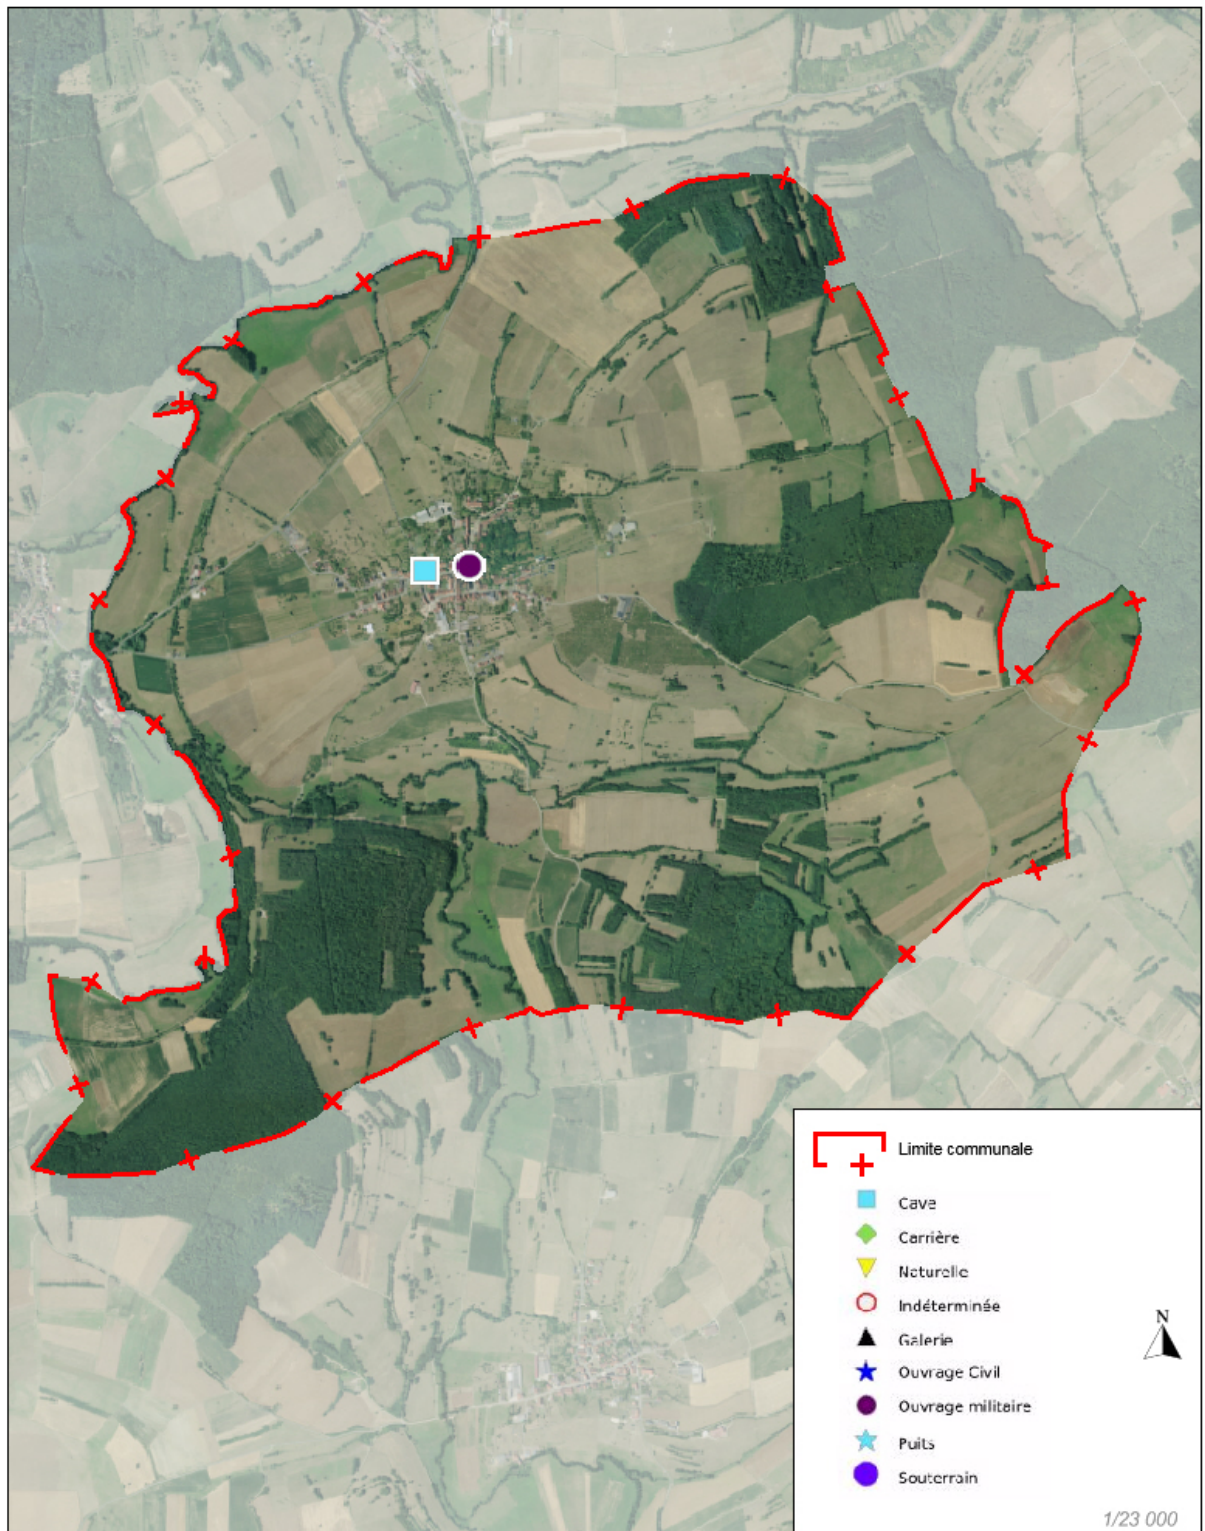 Limite communale
Cave
Carrière
Naturelle
Indéterminée
N
Galerie
Ouvrage Civil
Ouvrage militaire
Puits
Souterrain
1/23 000